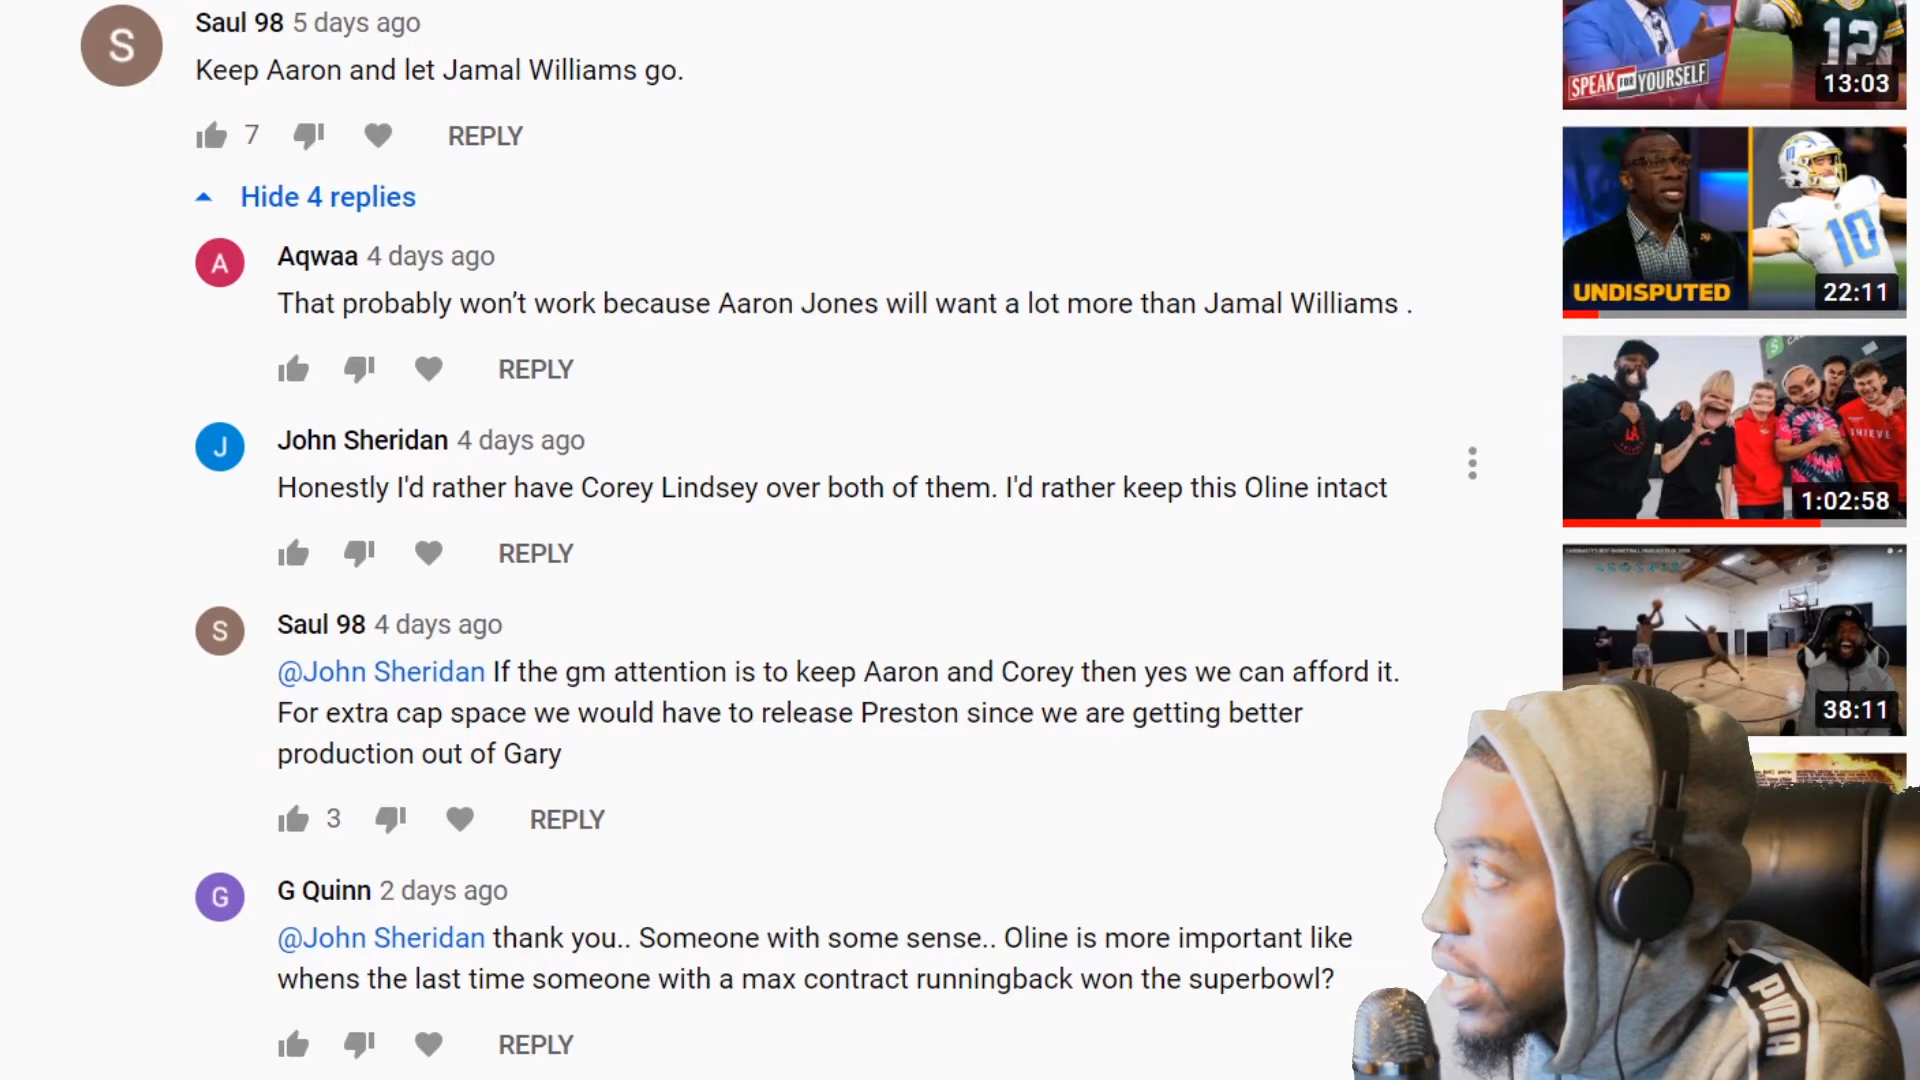 S
Saul 98 5 days ago
Keep Aaron and let Jamal Williams go.
7
REPLY
Hide 4 replies
A
Aqwaa 4 days ago
That probably won’t work because Aaron Jones will want a lot more than Jamal Williams .
REPLY
J
John Sheridan 4 days ago
Honestly I'd rather have Corey Lindsey over both of them. I'd rather keep this Oline intact
REPLY
S
Saul 98 4 days ago
@John Sheridan If the gm attention is to keep Aaron and Corey then yes we can afford it.
For extra cap space we would have to release Preston since we are getting better
production out of Gary
3
REPLY
G
G Quinn 2 days ago
@John Sheridan thank you.. Someone with some sense.. Oline is more important like
whens the last time someone with a max contract runningback won the superbowl?
REPLY
12
SPEAK FOR YOURSELF
13:03
10
UNDISPUTED
22:11
LA
1:02:58
38:11